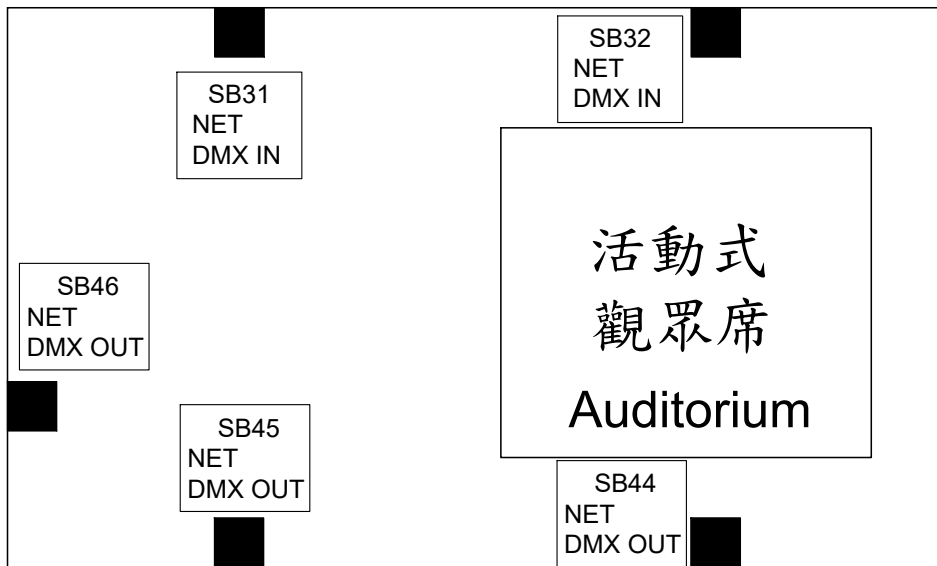 SB32
NET
DMX IN
SB31
NET
DMX IN
活動式
觀眾席
Auditorium
SB46
NET
DMX OUT
SB45
NET
DMX OUT
SB44
NET
DMX OUT